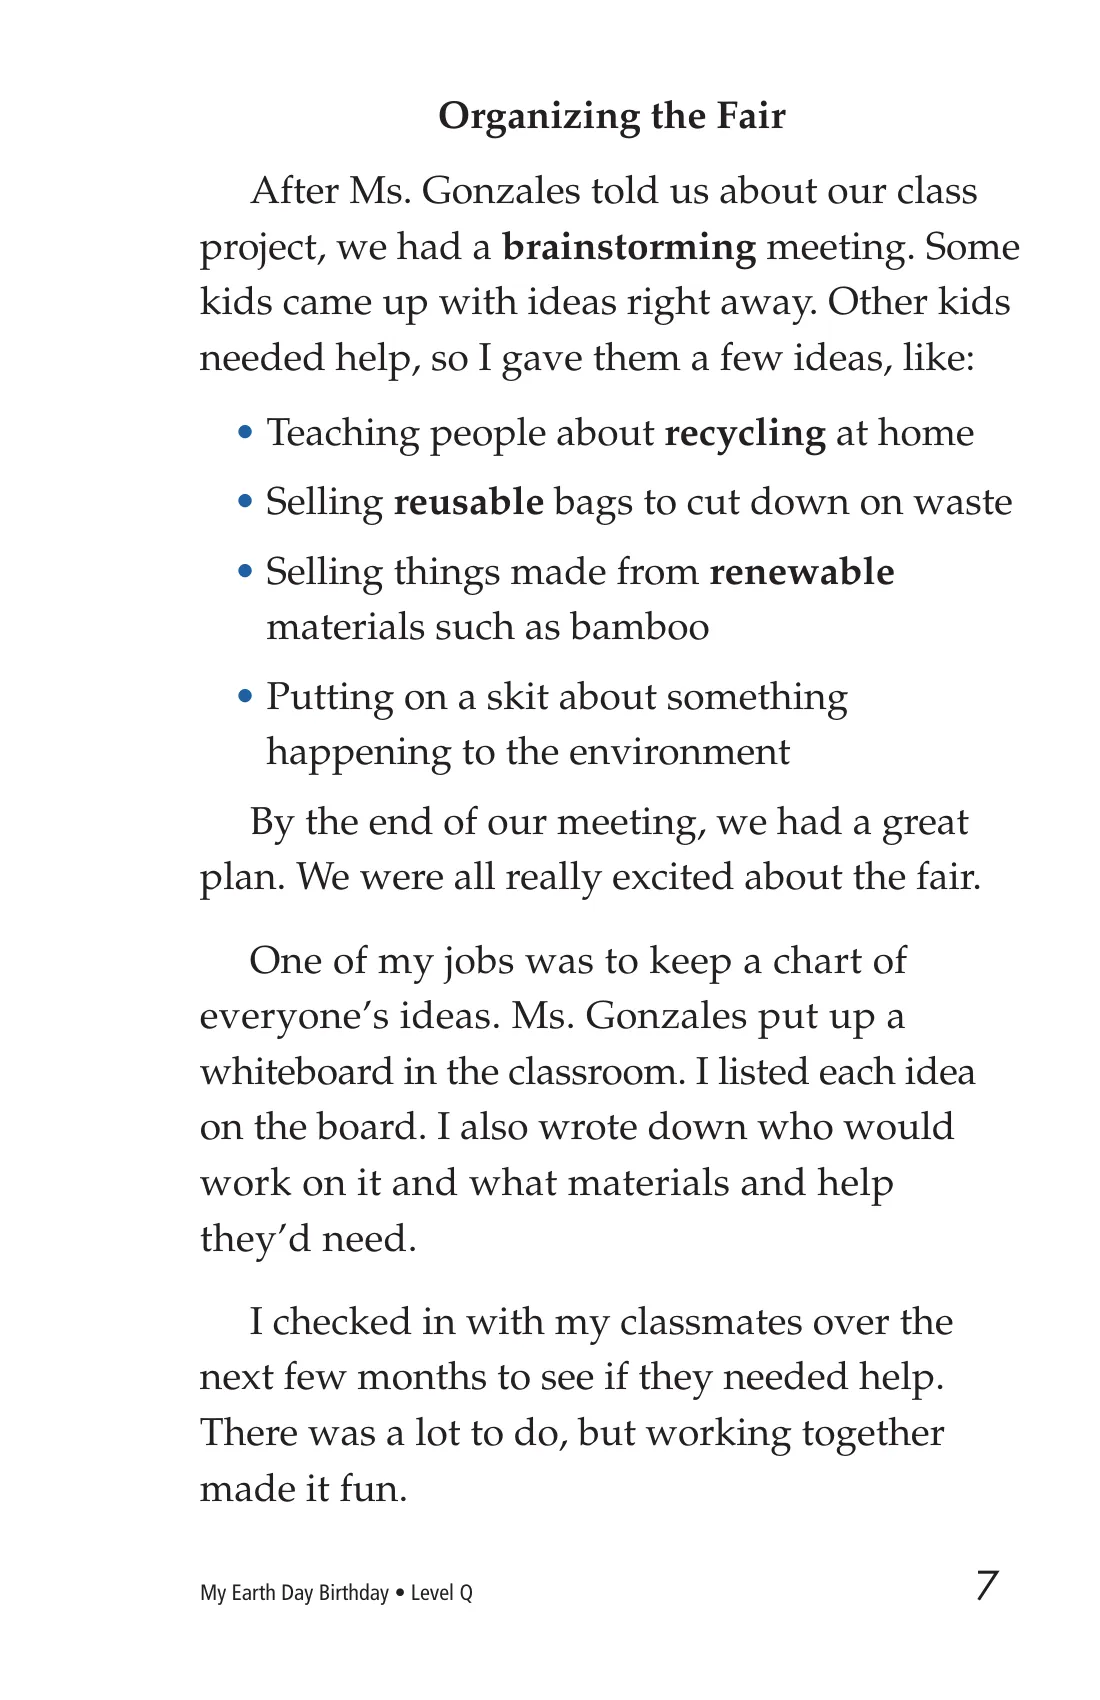 Organizing the Fair
After Ms. Gonzales told us about our class
project, we had a brainstorming meeting. Some
kids came up with ideas right away. Other kids
needed help, so I gave them a few ideas, like:
• Teaching people about recycling at home
• Selling reusable bags to cut down on waste
• Selling things made from renewable
materials such as bamboo
• Putting on a skit about something
happening to the environment
By the end of our meeting, we had a great
plan. We were all really excited about the fair.
One of my jobs was to keep a chart of
everyone’s ideas. Ms. Gonzales put up a
whiteboard in the classroom. I listed each idea
on the board. I also wrote down who would
work on it and what materials and help
they’d need.
I checked in with my classmates over the
next few months to see if they needed help.
There was a lot to do, but working together
made it fun.
My Earth Day Birthday • Level Q 7